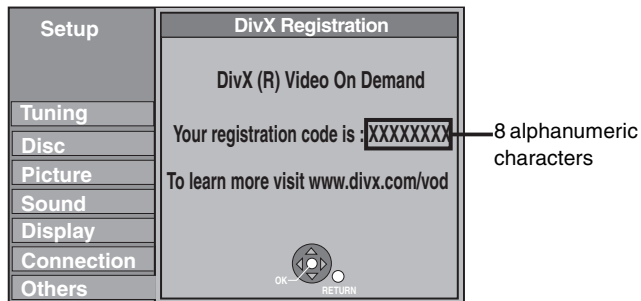 Setup
Tuning
Disc
Picture
Sound
Display
Connection
Others
DivX Registration
DivX (R) Video On Demand
Your registration code is : XXXXXXXX
To learn more visit www.divx.com/vod
OK
RETURN
8 alphanumeric
characters